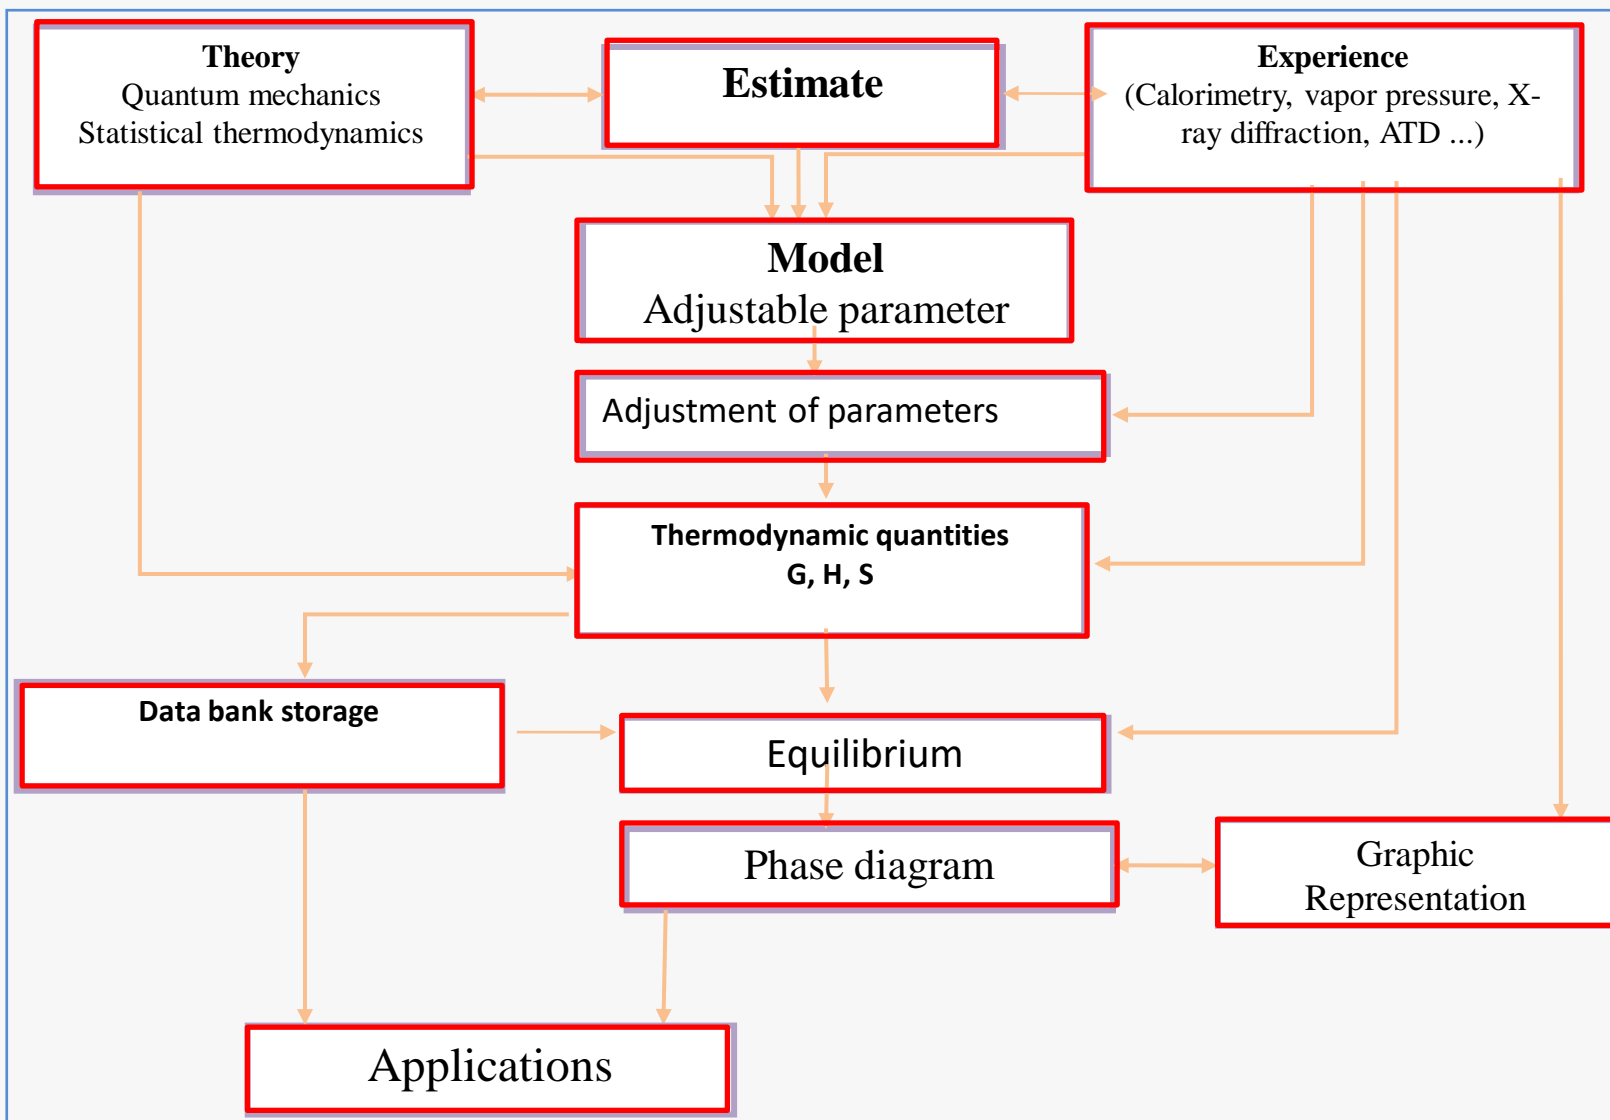 Theory
Quantum mechanics
Statistical thermodynamics
Estimate
Experience
(Calorimetry, vapor pressure, X-
ray diffraction, ATD ...)
Model
Adjustable parameter
Adjustment of parameters
Thermodynamic quantities
G, H, S
Data bank storage
Equilibrium
Phase diagram
Graphic
Representation
Applications